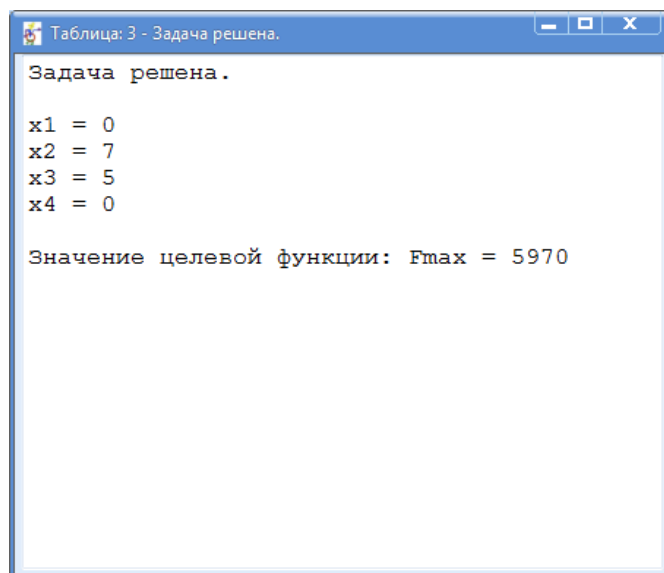 Таблица: 3 - Задача решена.
Задача решена.
x1 = 0
x2 = 7
x3 = 5
x4 = 0
Значение целевой функции: Fmax = 5970